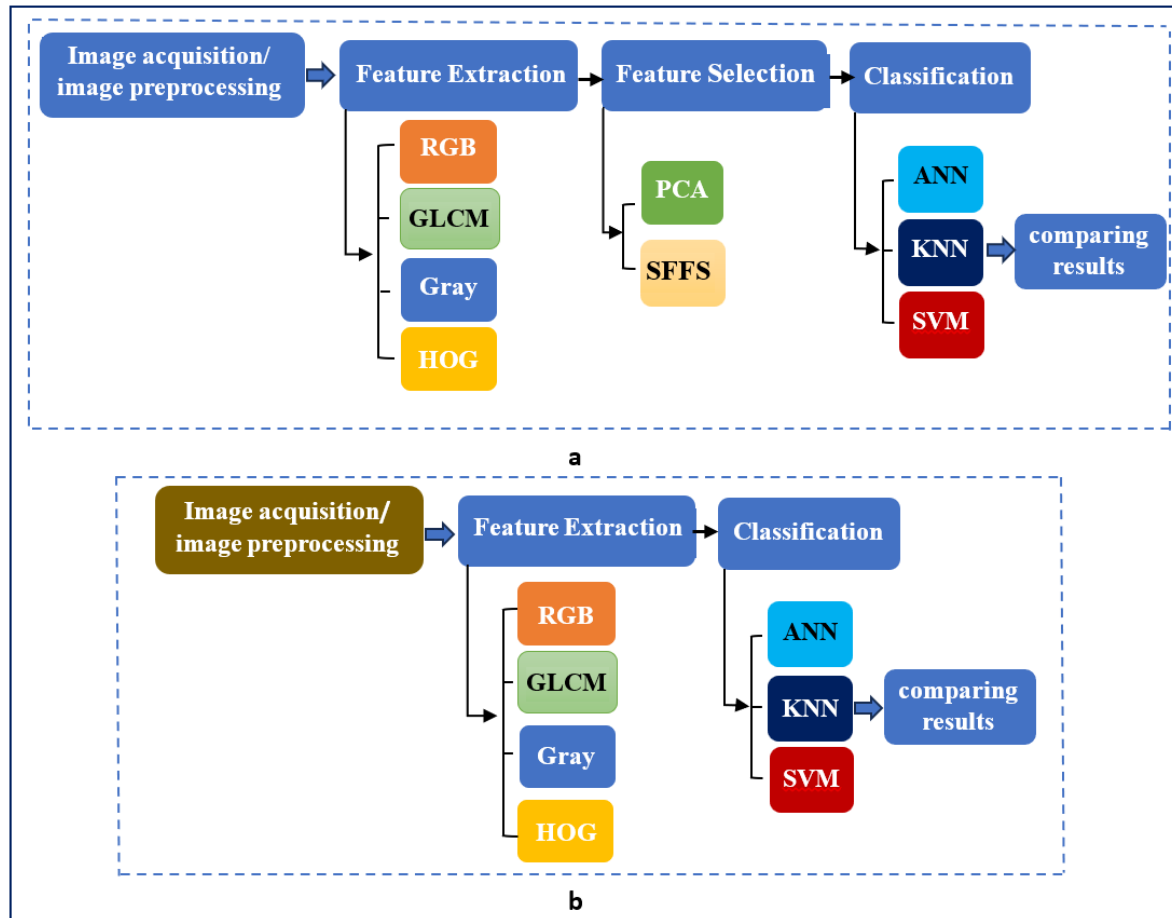 Image acquisition/
image preprocessing
Feature Extraction
Feature Selection
Classification
RGB
GLCM
Gray
HOG
PCA
SFFS
ANN
KNN
SVM
comparing
results
a
Image acquisition/
image preprocessing
Feature Extraction
Classification
RGB
GLCM
Gray
HOG
ANN
KNN
SVM
comparing
results
b